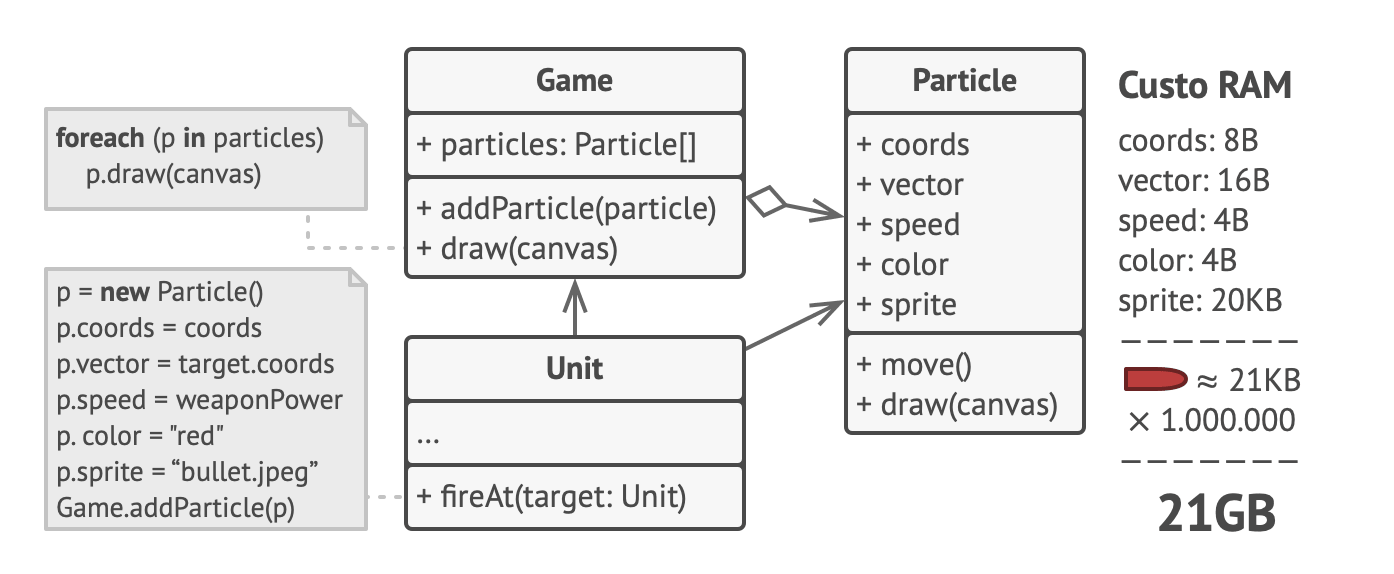 foreach (p in particles)
p.draw(canvas)
p = new Particle()
p.coords = coords
p.vector = target.coords
p.speed = weaponPower
p. color = "red"
p.sprite = “bullet.jpeg”
Game.addParticle(p)
Game
+ particles: Particle[]
+ addParticle(particle)
+ draw(canvas)
Unit
...
+ fireAt(target: Unit)
Particle
+ coords
+ vector
+ speed
+ color
+ sprite
+ move()
+ draw(canvas)
Custo RAM
coords: 8B
vector: 16B
speed: 4B
color: 4B
sprite: 20KB
≈ 21KB
× 1.000.000
21GB